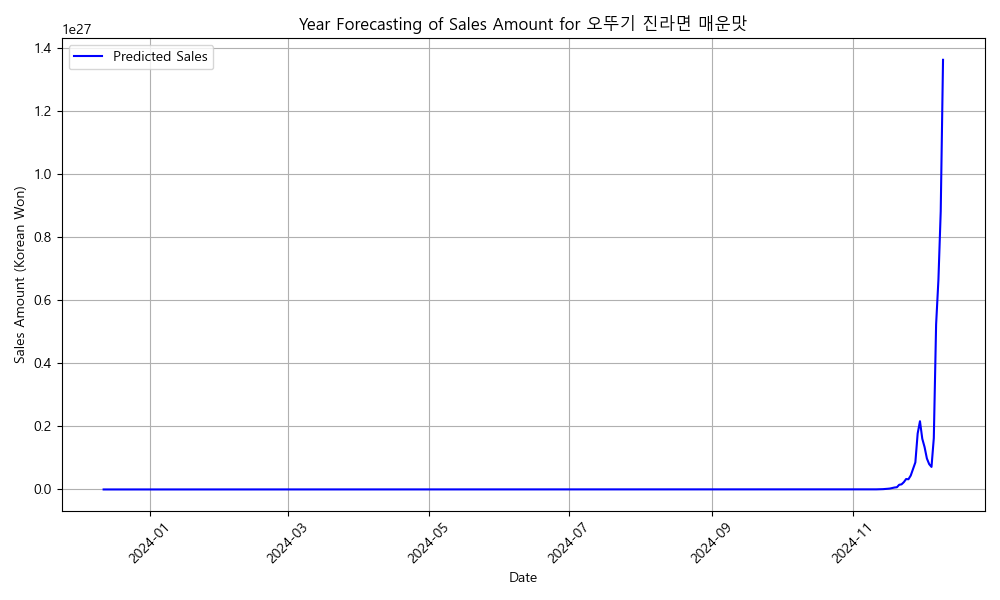 Year Forecasting of Sales Amount for 오뚜기 진라면 매운맛
1e27
Predicted Sales
1.4
1.2
1.0
0.8
0.6
0.4
0.2
0.0
Sales Amount (Korean Won)
2024-01
2024-03
2024-05
2024-07
2024-09
2024-11
Date